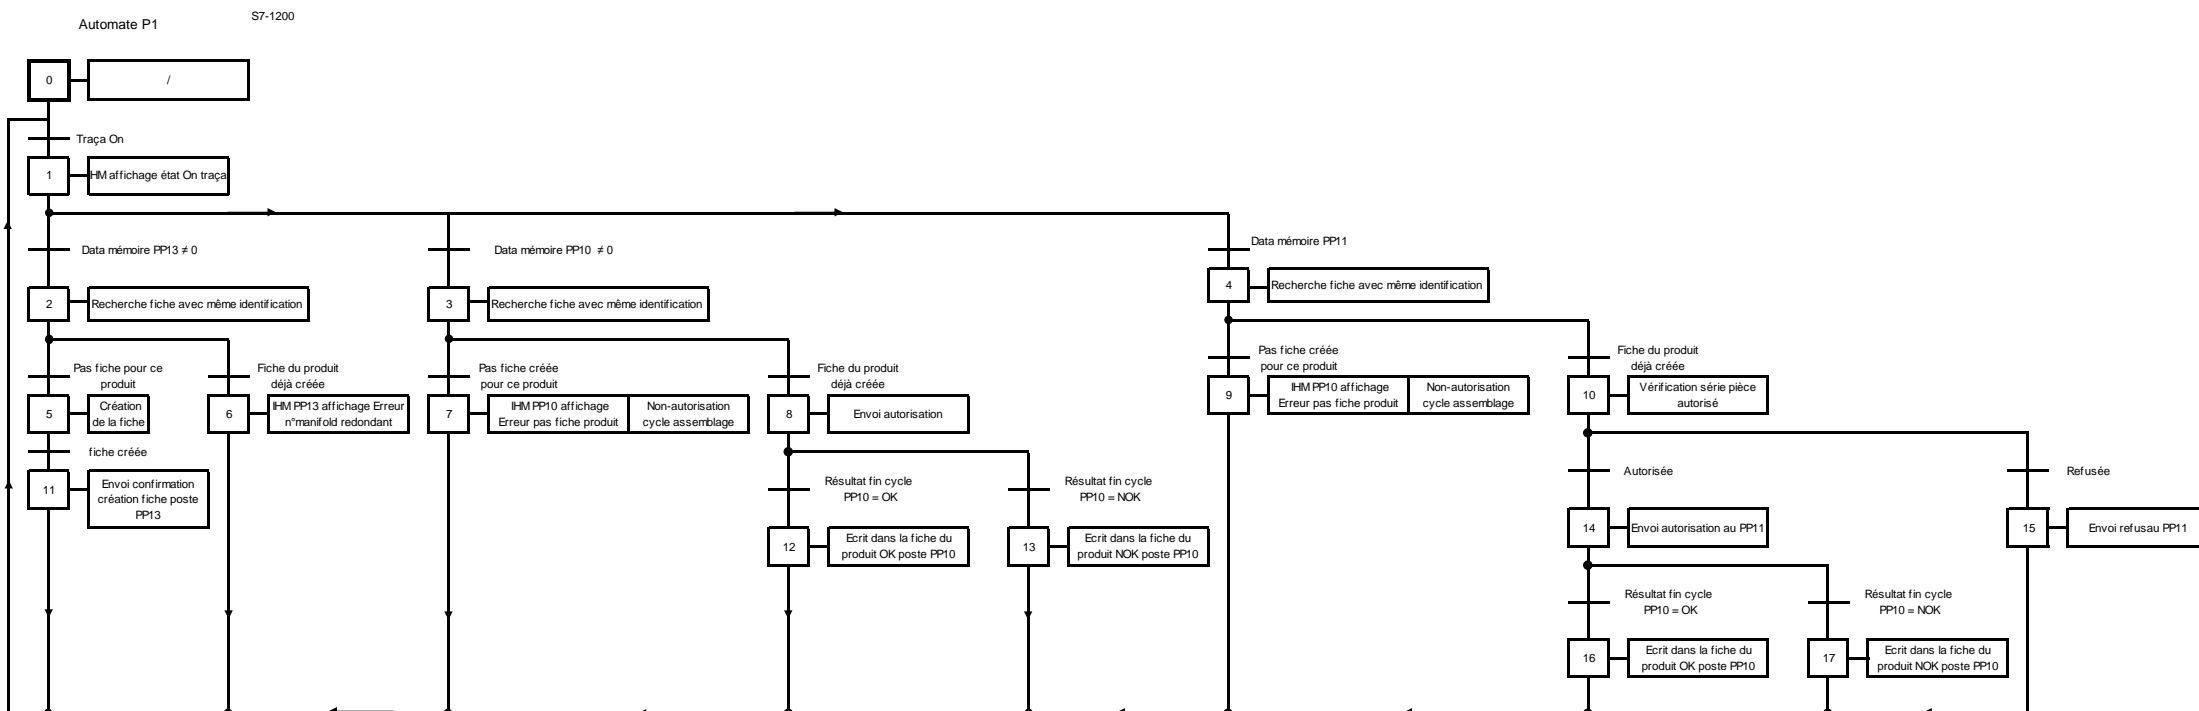 S7-1200
Automate P1
0
/
Traça On
1
IHM affichage état On traça
Data mémoire PP13 ≠ 0
Data mémoire PP10 ≠ 0
Data mémoire PP11
2
Recherche fiche avec même identification
3
Recherche fiche avec même identification
4
Recherche fiche avec même identification
Pas fiche pour ce
produit
Fiche du produit
déjà créée
Pas fiche créée
pour ce produit
Fiche du produit
déjà créée
Pas fiche créée
pour ce produit
Fiche du produit
déjà créée
5
Création
de la fiche
6
IHM PP13 affichage Erreur
n°manifold redondant
7
IHM PP10 affichage
Erreur pas fiche produit
Non-autorisation
cycle assemblage
8
Envoi autorisation
9
IHM PP10 affichage
Erreur pas fiche produit
Non-autorisation
cycle assemblage
10
Vérification série pièce
autorisé
fiche créée
11
Envoi confirmation
création fiche poste
PP13
Résultat fin cycle
PP10 = OK
Résultat fin cycle
PP10 = NOK
Autorisée
Refusée
12
Ecrit dans la fiche du
produit OK poste PP10
13
Ecrit dans la fiche du
produit NOK poste PP10
14
Envoi autorisation au PP11
15
Envoi refusau PP11
Résultat fin cycle
PP10 = OK
Résultat fin cycle
PP10 = NOK
16
Ecrit dans la fiche du
produit OK poste PP10
17
Ecrit dans la fiche du
produit NOK poste PP10